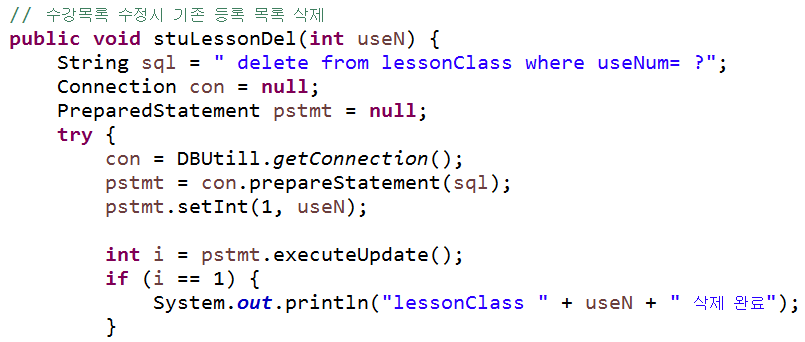 // 수강목록 수정시 기존 등록 목록 삭제
public void stuLessonDel(int useN) {
String sql = " delete from lessonClass where useNum= ?";
Connection con = null;
PreparedStatement pstmt = null;
try {
con = DBUtill.getConnection();
pstmt = con.prepareStatement(sql);
pstmt.setInt(1, useN);
int i = pstmt.executeUpdate();
if (i == 1) {
System.out.println("lessonClass " + useN + " 삭제 완료");
}